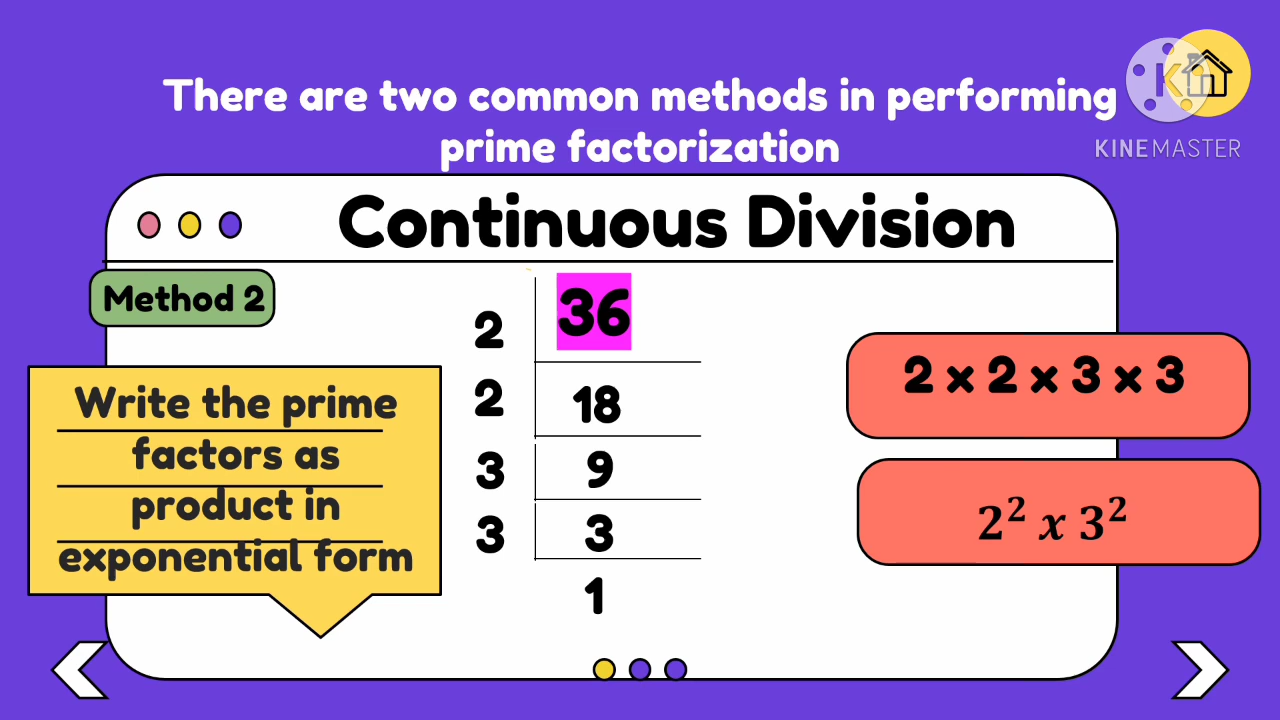 There are two common methods in performing
prime factorization
KINEMASTER
Continuous Division
Method 2
Write the prime
factors as
product in
exponential form
2 36
2 18
3 9
3 3
1
2 x 2 x 3 x 3
2² x 3²